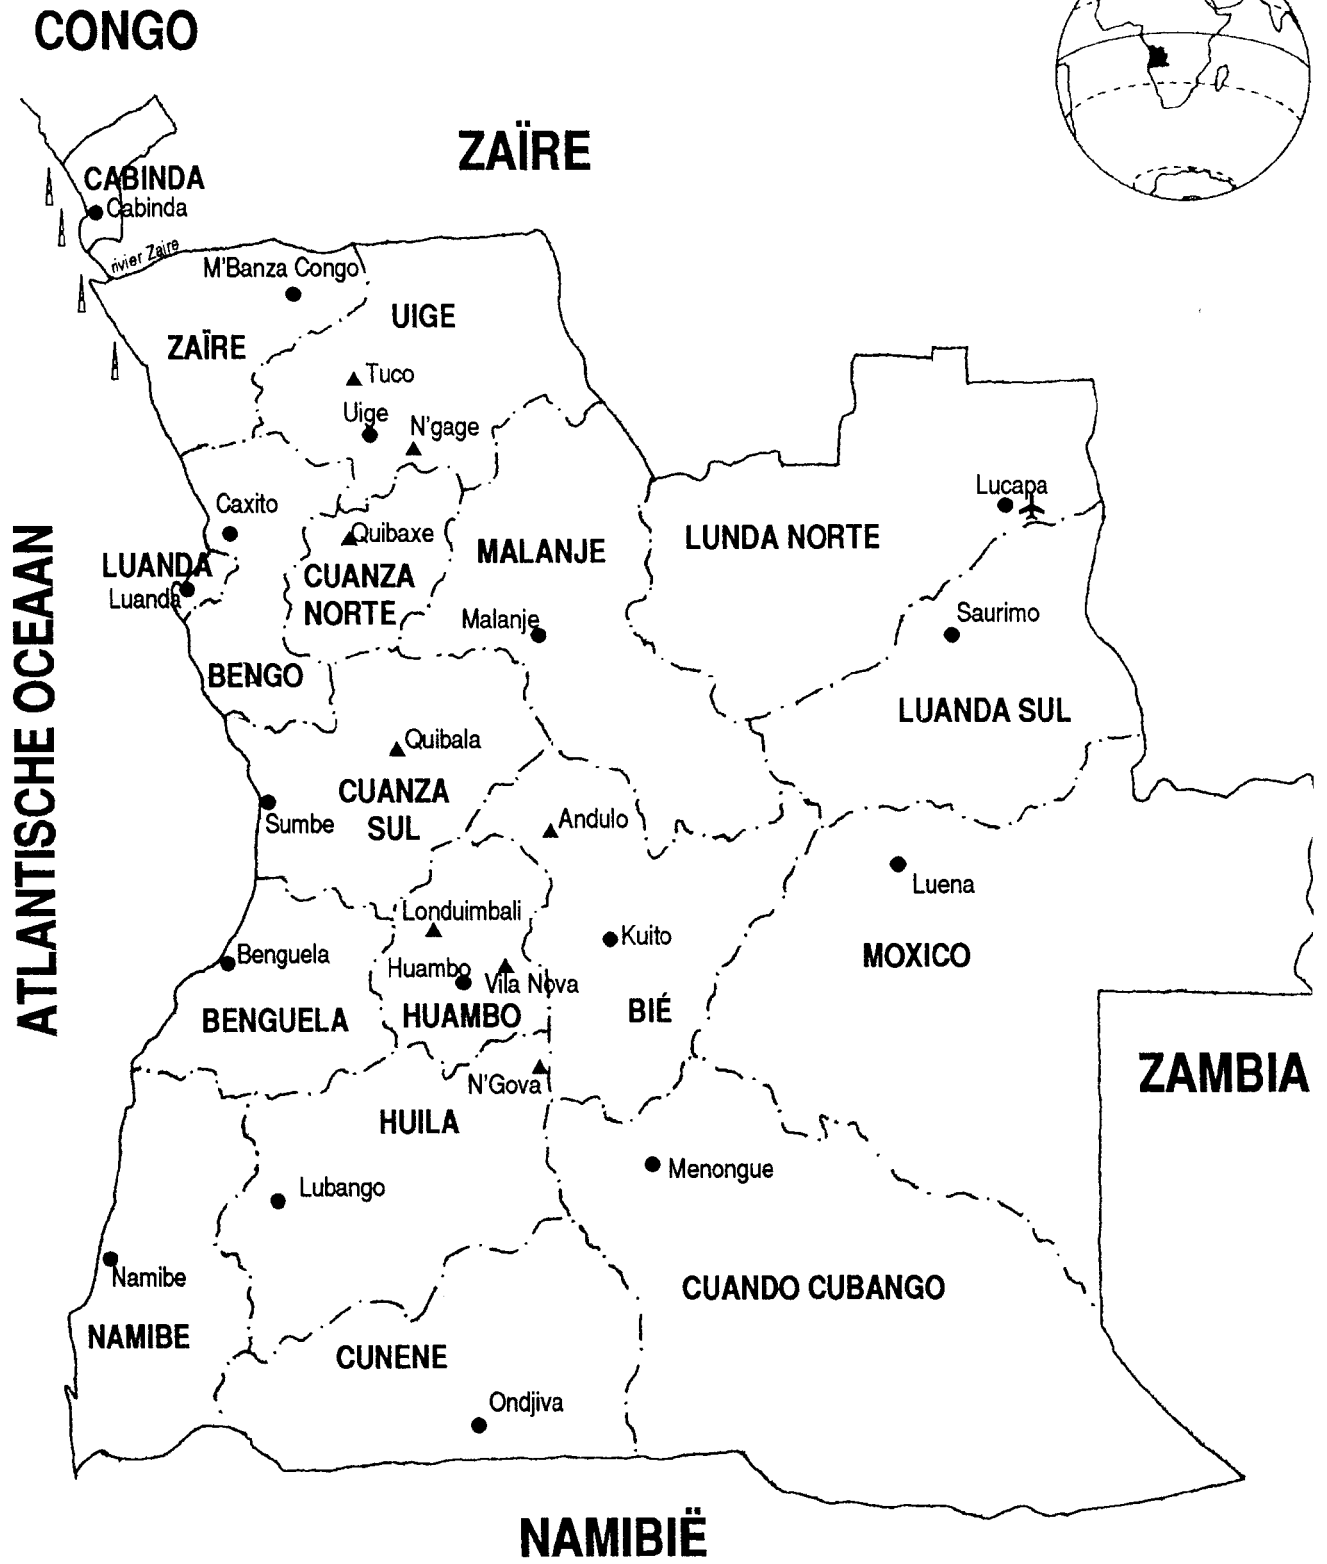 CONGO
ZAÏRE
CABINDA
Cabinda
rivier Zaire
M'Banza Congo
UIGE
ZAÏRE
Tuco
Uige
N'gage
Lucapa
Caxito
Quibaxe
LUNDA NORTE
MALANJE
LUANDA
Luanda
CUANZA
NORTE
Malanje
Saurimo
BENGO
LUANDA SUL
ATLANTISCHE OCEAAN
Quibala
CUANZA
SUL
Sumbe
Andulo
Luena
Londuimbali
Kuito
Benguela
MOXICO
Huambo
Vila Nova
BENGUELA
HUAMBO
BIÉ
ZAMBIA
N'Gova
HUILA
Menongue
Lubango
Namibe
CUANDO CUBANGO
NAMIBE
CUNENE
Ondjiva
NAMIBIË